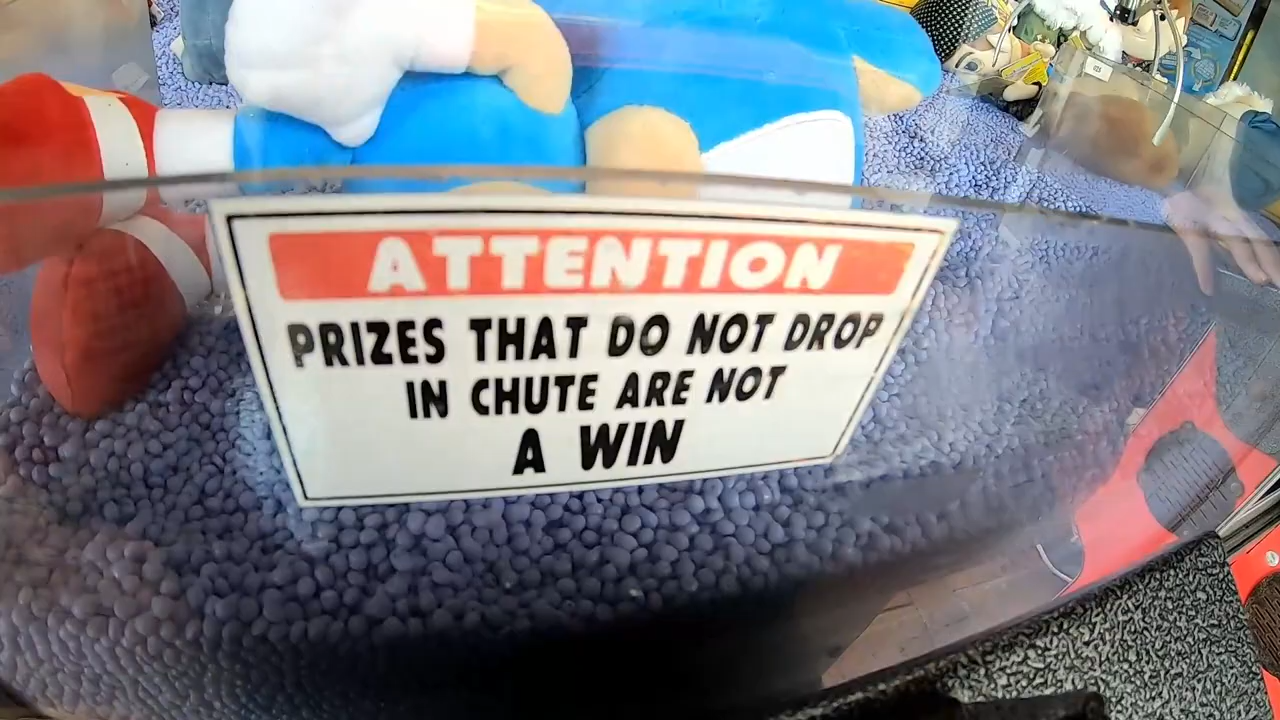 ATTENTION
PRIZES THAT DO NOT DROP
IN CHUTE ARE NOT
A WIN